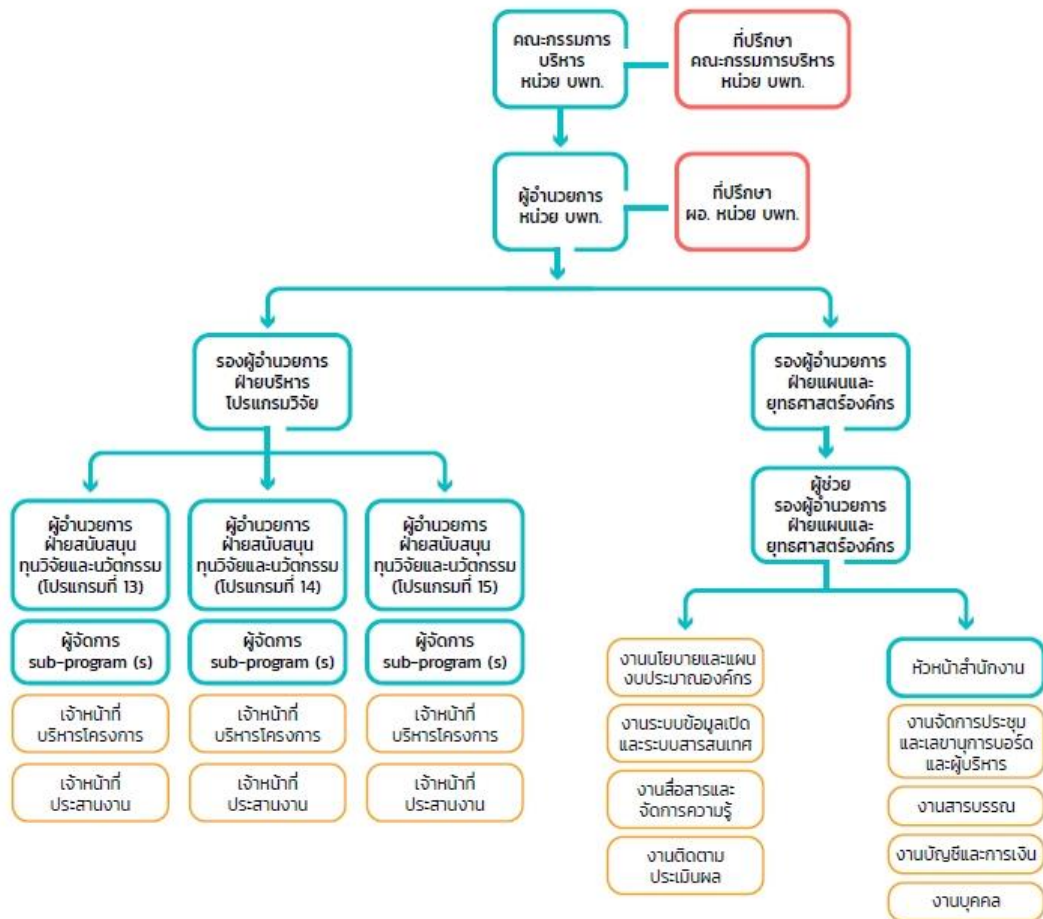 คณะกรรมการ
บริหาร
หน่วย บพท.
ที่ปรึกษา
คณะกรรมการบริหาร
หน่วย บพท.
ผู้อำนวยการ
หน่วย บพท.
ที่ปรึกษา
ผอ. หน่วย บพท.
รองผู้อำนวยการ
ฝ่ายบริหาร
โปรแกรมวิจัย
รองผู้อำนวยการ
ฝ่ายแผนและ
ยุทธศาสตร์องค์กร
ผู้อำนวยการ
ฝ่ายสนับสนุน
ทุนวิจัยและนวัตกรรม
(โปรแกรมที่ 13)
ผู้จัดการ
sub-program (s)
เจ้าหน้าที่
บริหารโครงการ
เจ้าหน้าที่
ประสานงาน
ผู้อำนวยการ
ฝ่ายสนับสนุน
ทุนวิจัยและนวัตกรรม
(โปรแกรมที่ 14)
ผู้จัดการ
sub-program (s)
เจ้าหน้าที่
บริหารโครงการ
เจ้าหน้าที่
ประสานงาน
ผู้อำนวยการ
ฝ่ายสนับสนุน
ทุนวิจัยและนวัตกรรม
(โปรแกรมที่ 15)
ผู้จัดการ
sub-program (s)
เจ้าหน้าที่
บริหารโครงการ
เจ้าหน้าที่
ประสานงาน
ผู้ช่วย
รองผู้อำนวยการ
ฝ่ายแผนและ
ยุทธศาสตร์องค์กร
งานนโยบายและแผน
งบประมาณองค์กร
งานระบบข้อมูลเปิด
และระบบสารสนเทศ
งานสื่อสารและ
จัดการความรู้
งานติดตาม
ประเมินผล
หัวหน้าสำนักงาน
งานจัดการประชุม
และเลขานุการบอร์ด
และผู้บริหาร
งานสารบรรณ
งานบัญชีและการเงิน
งานบุคคล